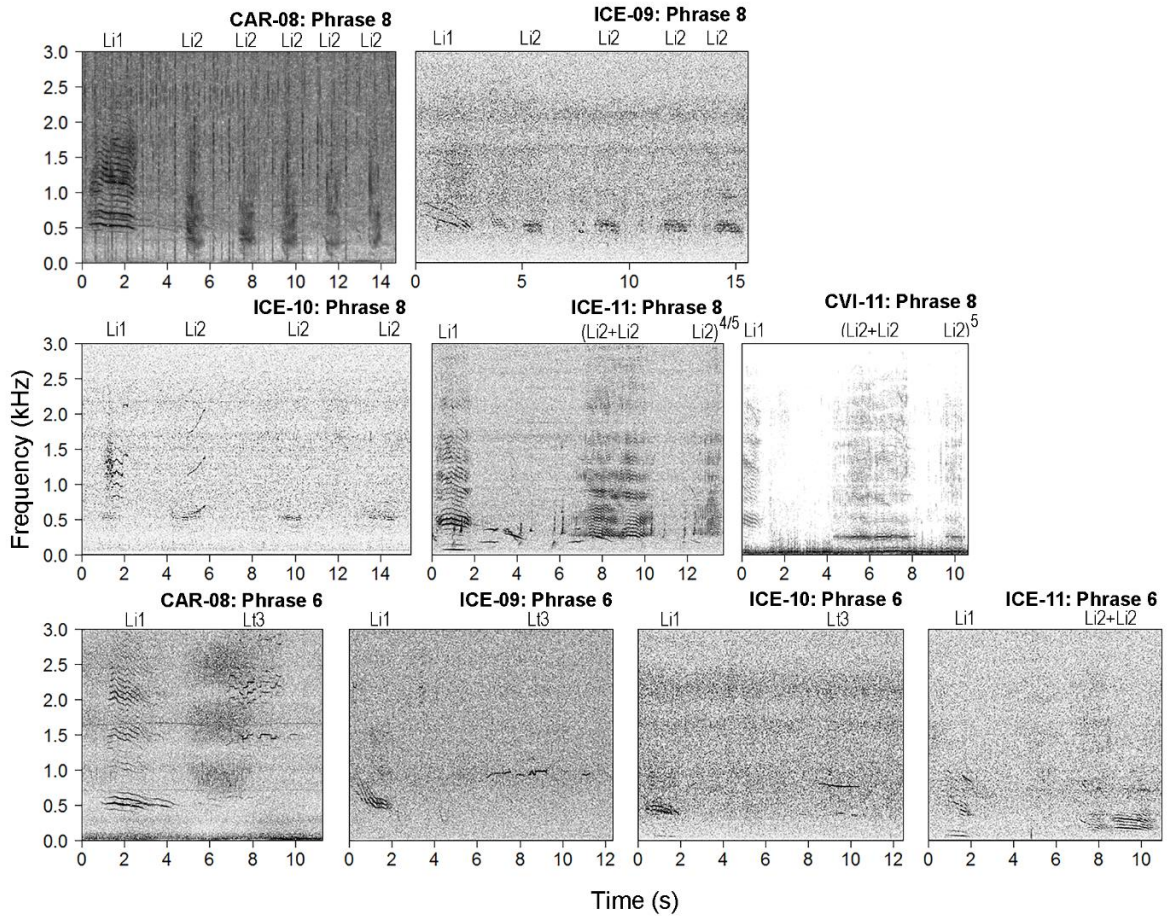 CAR-08: Phrase 8
Li1 Li2 Li2 Li2 Li2 Li2
3.0
2.5
2.0
1.5
1.0
0.5
0.0
0 2 4 6 8 10 12 14
ICE-09: Phrase 8
Li1 Li2 Li2 Li2 Li2
5 10 15
ICE-10: Phrase 8
Li1 Li2 Li2 Li2
3.0
2.5
2.0
1.5
1.0
0.5
0.0
0 2 4 6 8 10 12 14
ICE-11: Phrase 8
Li1 (Li2+Li2 Li2)4/5
0 2 4 6 8 10 12
CVI-11: Phrase 8
Li1 (Li2+Li2 Li2)5
0 2 4 6 8 10
CAR-08: Phrase 6
Li1 Lt3
3.0
2.5
2.0
1.5
1.0
0.5
0.0
0 2 4 6 8 10
ICE-09: Phrase 6
Li1 Lt3
0 2 4 6 8 10 12
ICE-10: Phrase 6
Li1 Lt3
0 2 4 6 8 10 12
ICE-11: Phrase 6
Li1 Li2+Li2
0 2 4 6 8 10
Frequency (kHz)
Time (s)